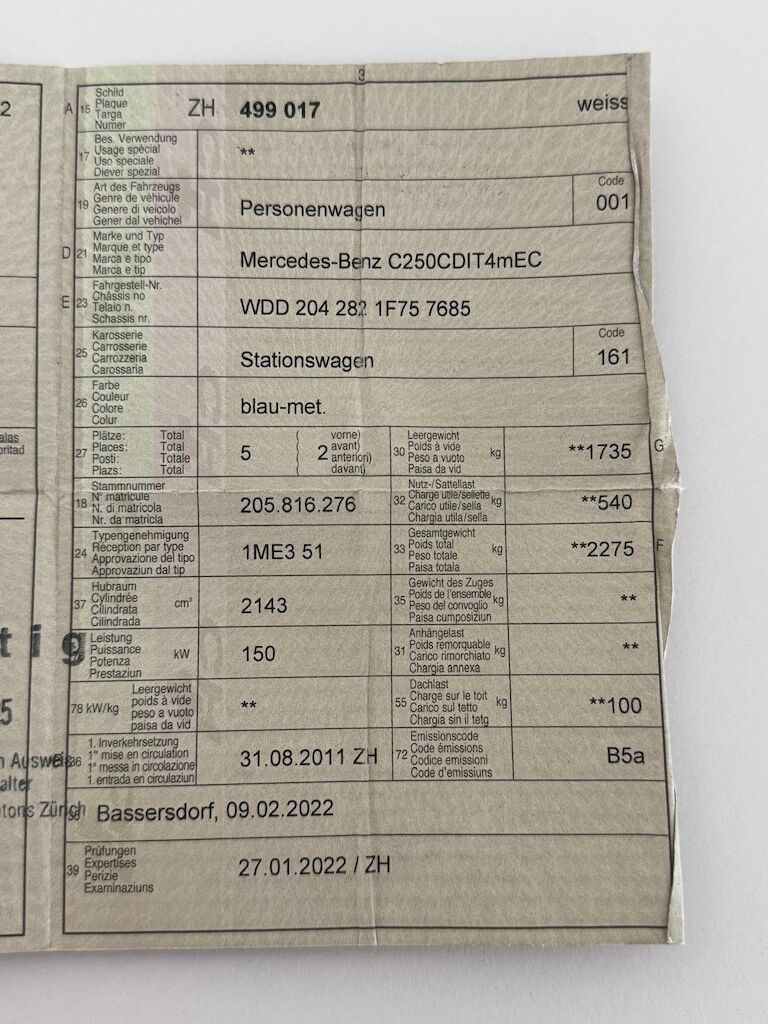 3
2
A 15 Schild
Plaque
Targa
Numer
ZH 499 017 weiss
17 Bes. Verwendung
Usage spécial
Uso speciale
Diever spezial
**
19 Art des Fahrzeugs
Genre de véhicule
Genere di veicolo
Gener dal vehichel
Personenwagen
Code
001
D 21 Marke und Typ
Marque et type
Marca e tipo
Marca e tip
Mercedes-Benz C250CDIT4mEC
E 23 Fahrgestell-Nr.
Châssis no
Telaio n.
Schassis nr.
WDD 204 282 1F75 7685
25 Karosserie
Carrosserie
Carrozzeria
Carossaria
Stationswagen
Code
161
26 Farbe
Couleur
Colore
Colur
blau-met.
27 Plätze: Total
Places: Total
Posti: Totale
Plazs: Total
5
( 2 vorne)
avant)
anteriori)
( davant)
30 Leergewicht
Poids à vide
Peso a vuoto
Paisa da vid
kg
**1735
G
18 Stammnummer
N° matricule
N. di matricola
Nr. da matricla
205.816.276
32 Nutz-/Sattellast
Charge utile/sellette
Carico utile/sella
Chargia utila/sella
kg
**540
24 Typengenehmigung
Réception par type
Approvazione del tipo
Approvaziun dal tip
1ME3 51
33 Gesamtgewicht
Poids total
Peso totale
Paisa totala
kg
**2275
F
37 Hubraum
Cylindrée
Cilindrata
Cilindrada
cm³
2143
35 Gewicht des Zuges
Poids de l'ensemble
Peso del convoglio
Paisa cumposiziun
kg
**
Leistung
Puissance
Potenza
Prestaziun
kW
150
31 Anhängelast
Poids remorquable
Carico rimorchiato
Chargia annexa
kg
**
78 kW/kg Leergewicht
poids à vide
peso a vuoto
paisa da vid
**
55 Dachlast
Charge sur le toit
Carico sul tetto
Chargia sin il tetg
kg
**100
36 1. Inverkehrsetzung
1re mise en circulation
1a messa in circolazione
1. entrada en circulaziun
31.08.2011 ZH
72 Emissionscode
Code émissions
Codice emissioni
Code d'emissiuns
B5a
38 Bassersdorf, 09.02.2022
39 Prüfungen
Expertises
Perizie
Examinaziuns
27.01.2022 / ZH
alas
oritad
tig
5
n Auswei
alter
tons Zürich